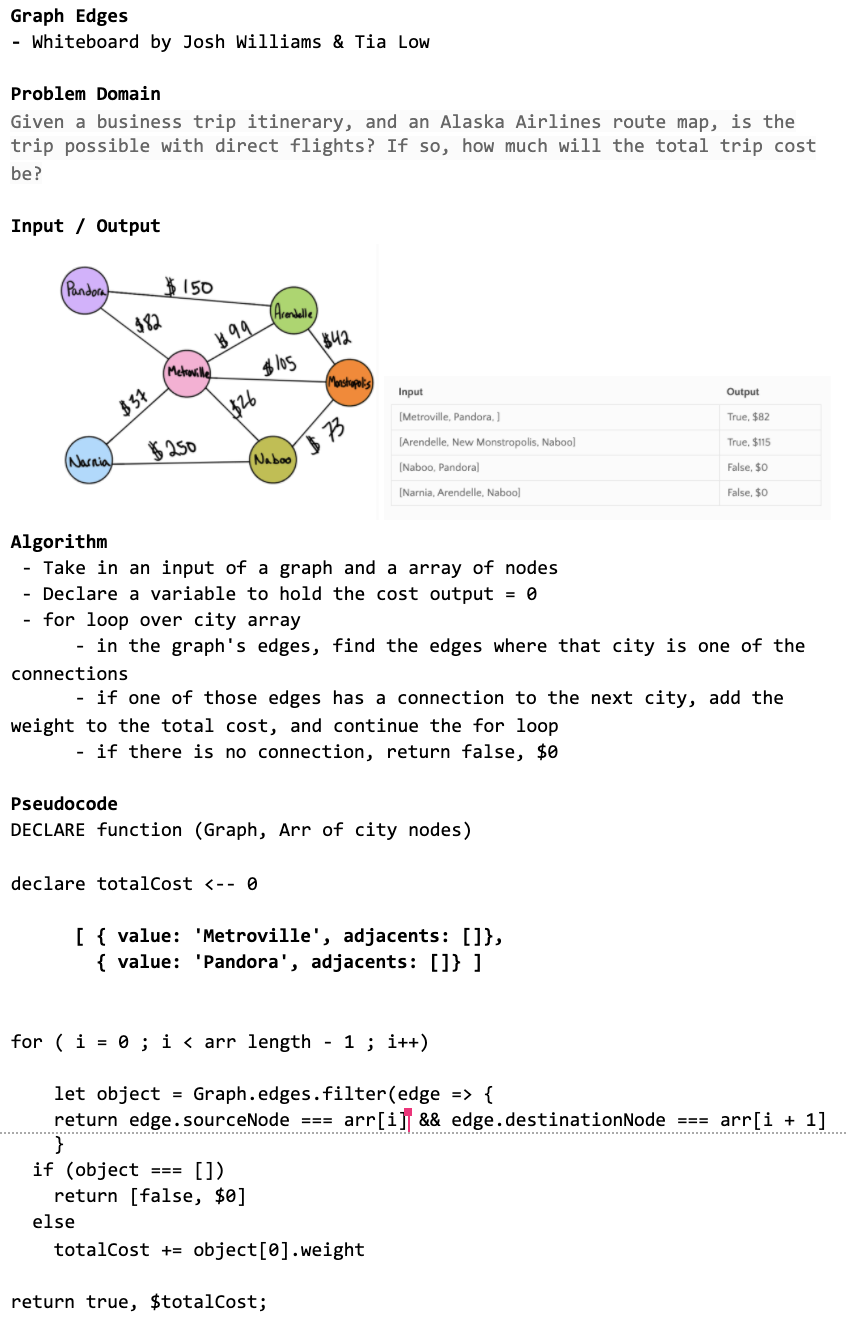 Graph Edges
- Whiteboard by Josh Williams & Tia Low
Problem Domain
Given a business trip itinerary, and an Alaska Airlines route map, is the
trip possible with direct flights? If so, how much will the total trip cost
be?
Input / Output
Pandora
$ 150
Arendelle
$82
$99
$42
Metroville
$105
Monstropolis
$37
$26
$ 73
Narnia
$250
Naboo
Input Output
[Metroville, Pandora, ] True, $82
[Arendelle, New Monstropolis, Naboo] True, $115
[Naboo, Pandora] False, $0
[Narnia, Arendelle, Naboo] False, $0
Algorithm
- Take in an input of a graph and a array of nodes
- Declare a variable to hold the cost output = 0
- for loop over city array
- in the graph's edges, find the edges where that city is one of the
connections
- if one of those edges has a connection to the next city, add the
weight to the total cost, and continue the for loop
- if there is no connection, return false, $0
Pseudocode
DECLARE function (Graph, Arr of city nodes)
declare totalCost <-- 0
[ { value: 'Metroville', adjacents: []},
{ value: 'Pandora', adjacents: []} ]
for ( i = 0 ; i < arr length - 1 ; i++)
let object = Graph.edges.filter(edge => {
return edge.sourceNode === arr[i] && edge.destinationNode === arr[i + 1]
}
if (object === [])
return [false, $0]
else
totalCost += object[0].weight
return true, $totalCost;